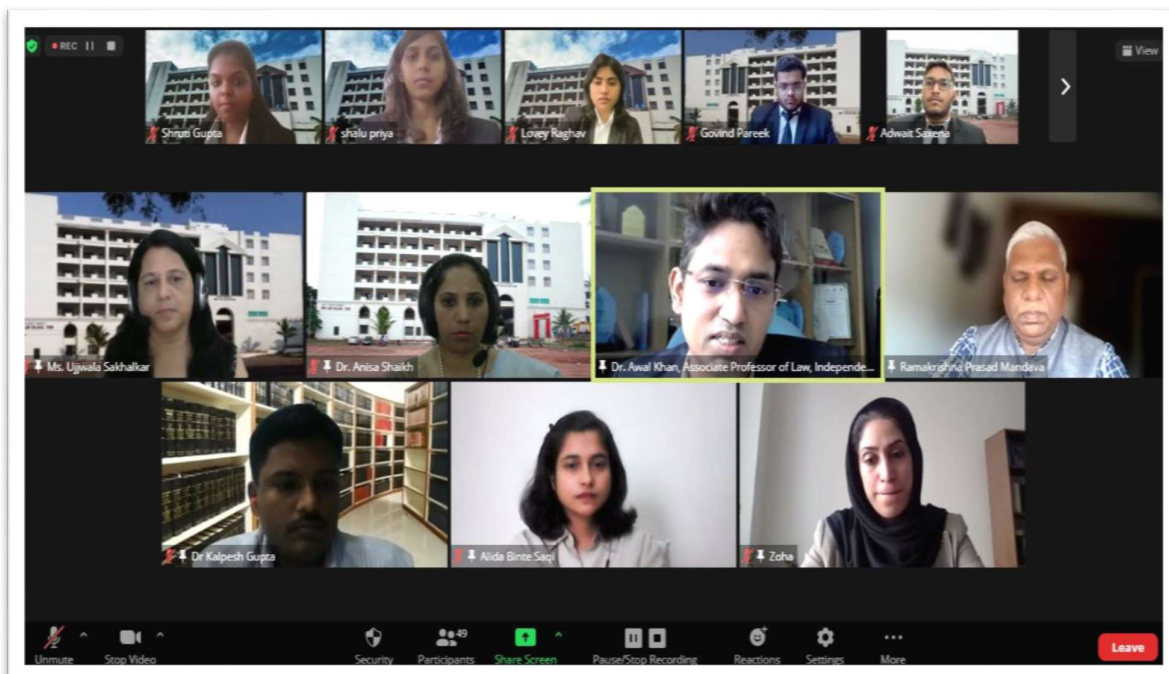 REC
View
Shruti Gupta
shalu priya
Lovey Raghav
Govind Pareek
Adwait Saxena
Ms. Ujjwala Sakhalkar
Dr. Anisa Shaikh
Dr. Awal Khan, Associate Professor of Law, Independe...
Ramakrishna Prasad Mandava
Dr Kalpesh Gupta
Alida Binte Saqi
Zoha
Unmute
Stop Video
Security
Participants
49
Share Screen
Pause/Stop Recording
Reactions
Settings
More
Leave